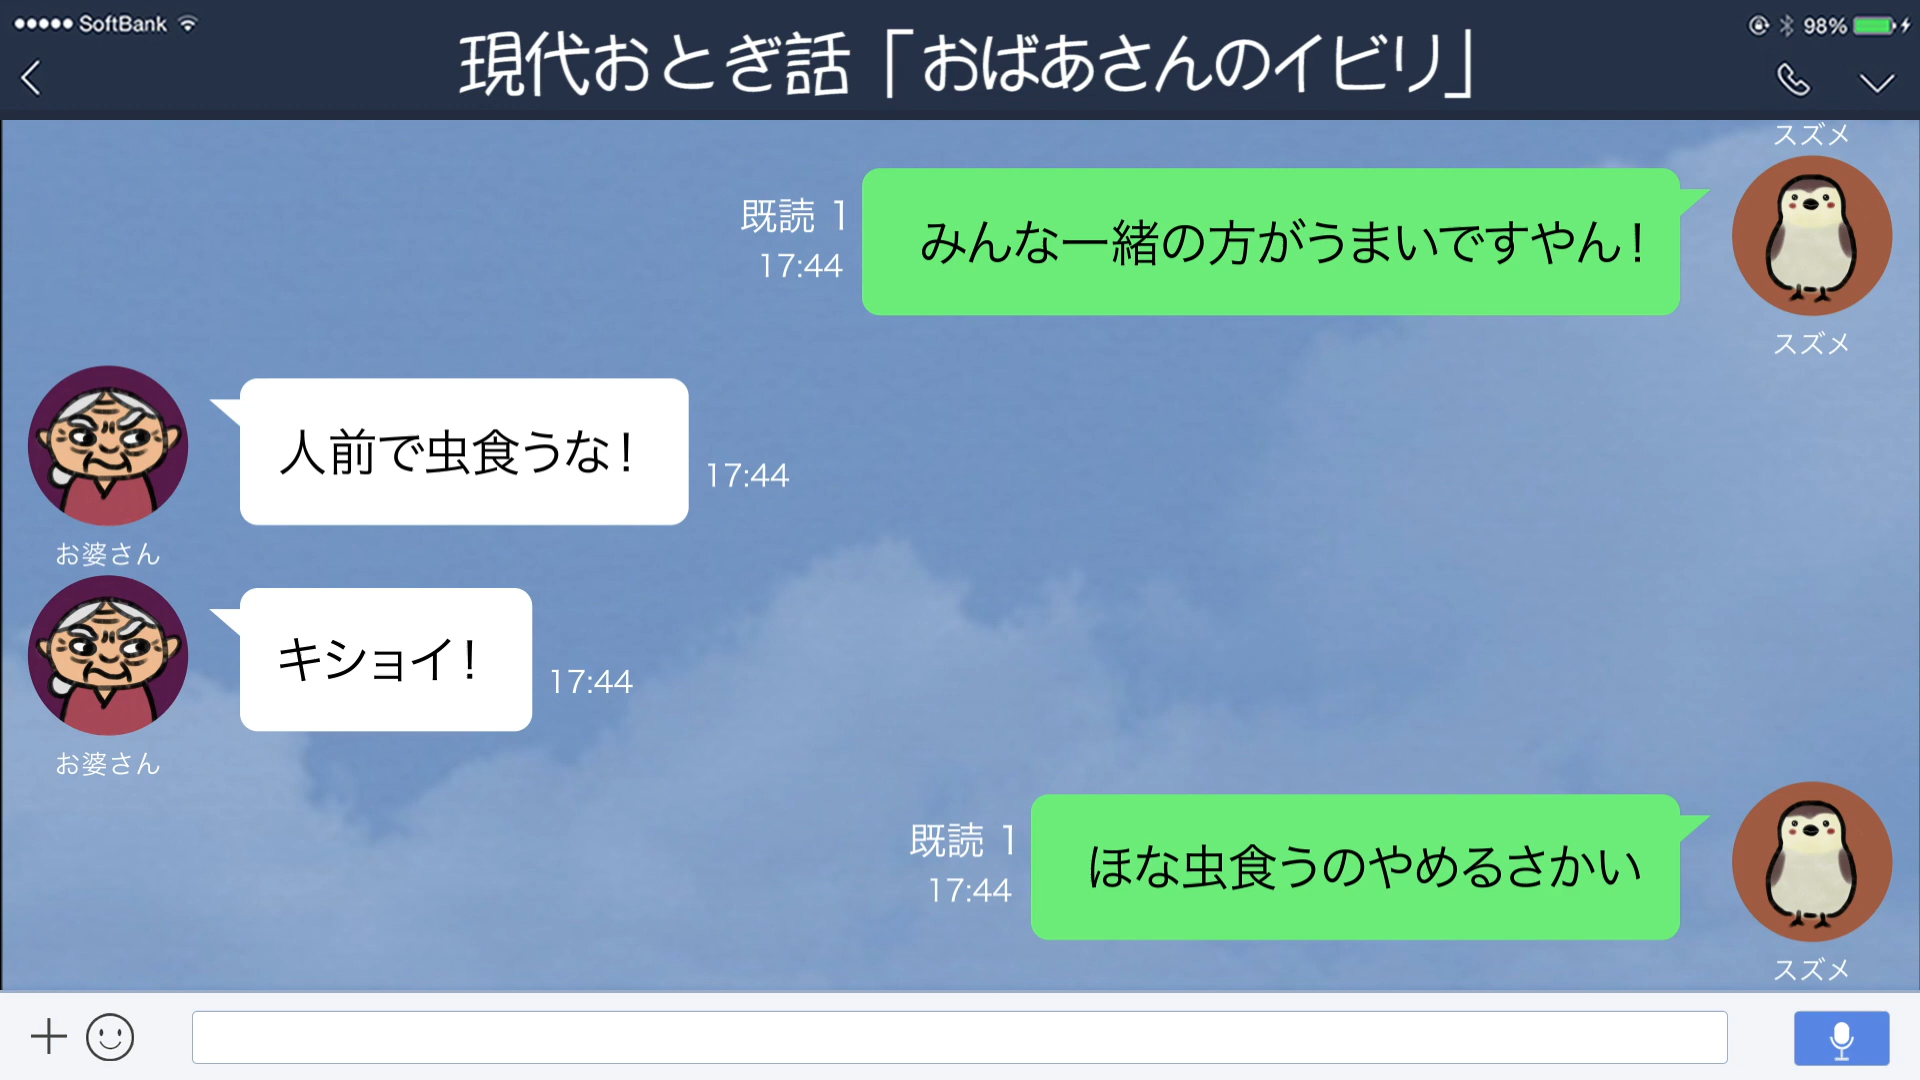 SoftBank
98%
現代おとぎ話「おばあさんのイビリ」
スズメ
みんな一緒の方がうまいですやん！
既読 1
17:44
スズメ
人前で虫食うな！
17:44
お婆さん
キショイ！
17:44
お婆さん
ほな虫食うのやめるさかい
既読 1
17:44
スズメ